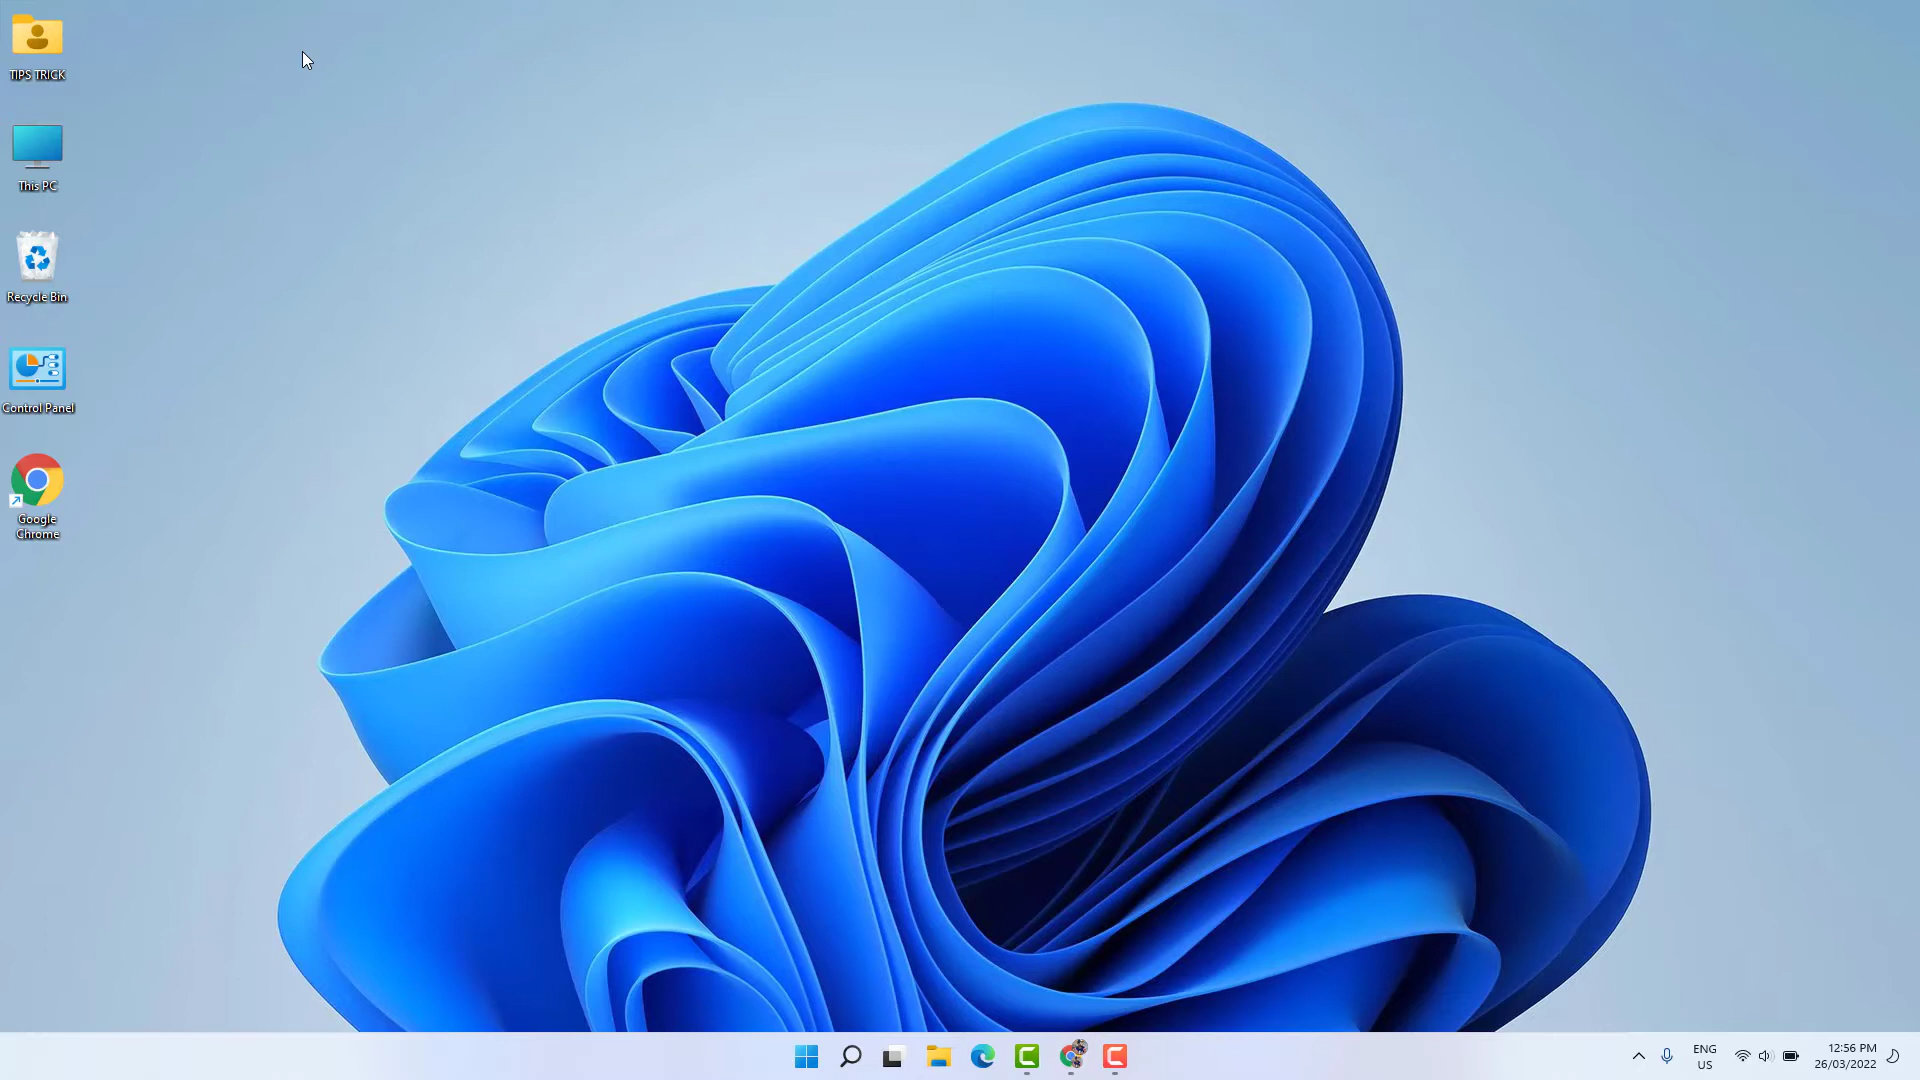 TIPS TRICK
This PC
Recycle Bin
Control Panel
Google
Chrome
ENG
US
12:56 PM
26/03/2022